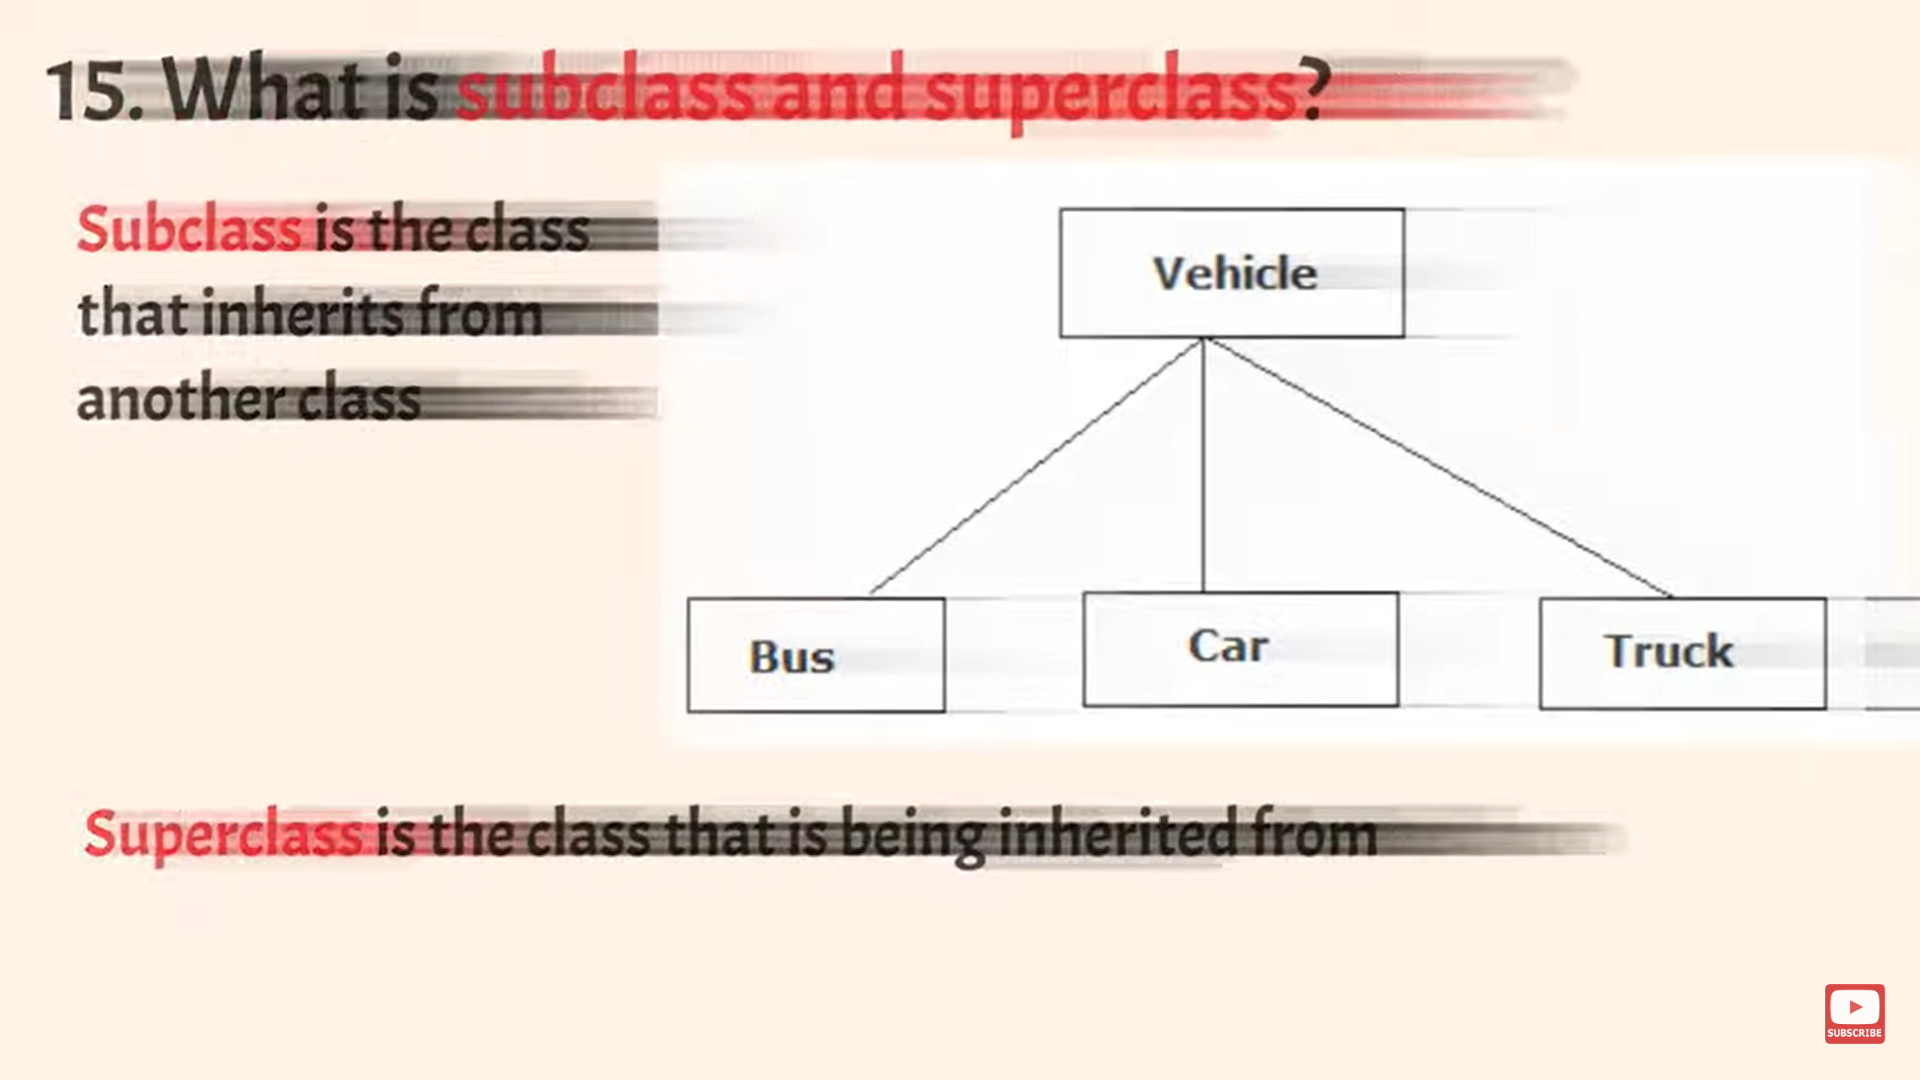 15. What is subclass and superclass?
Subclass is the class
that inherits from
another class
Vehicle
Bus
Car
Truck
Superclass is the class that is being inherited from
SUBSCRIBE